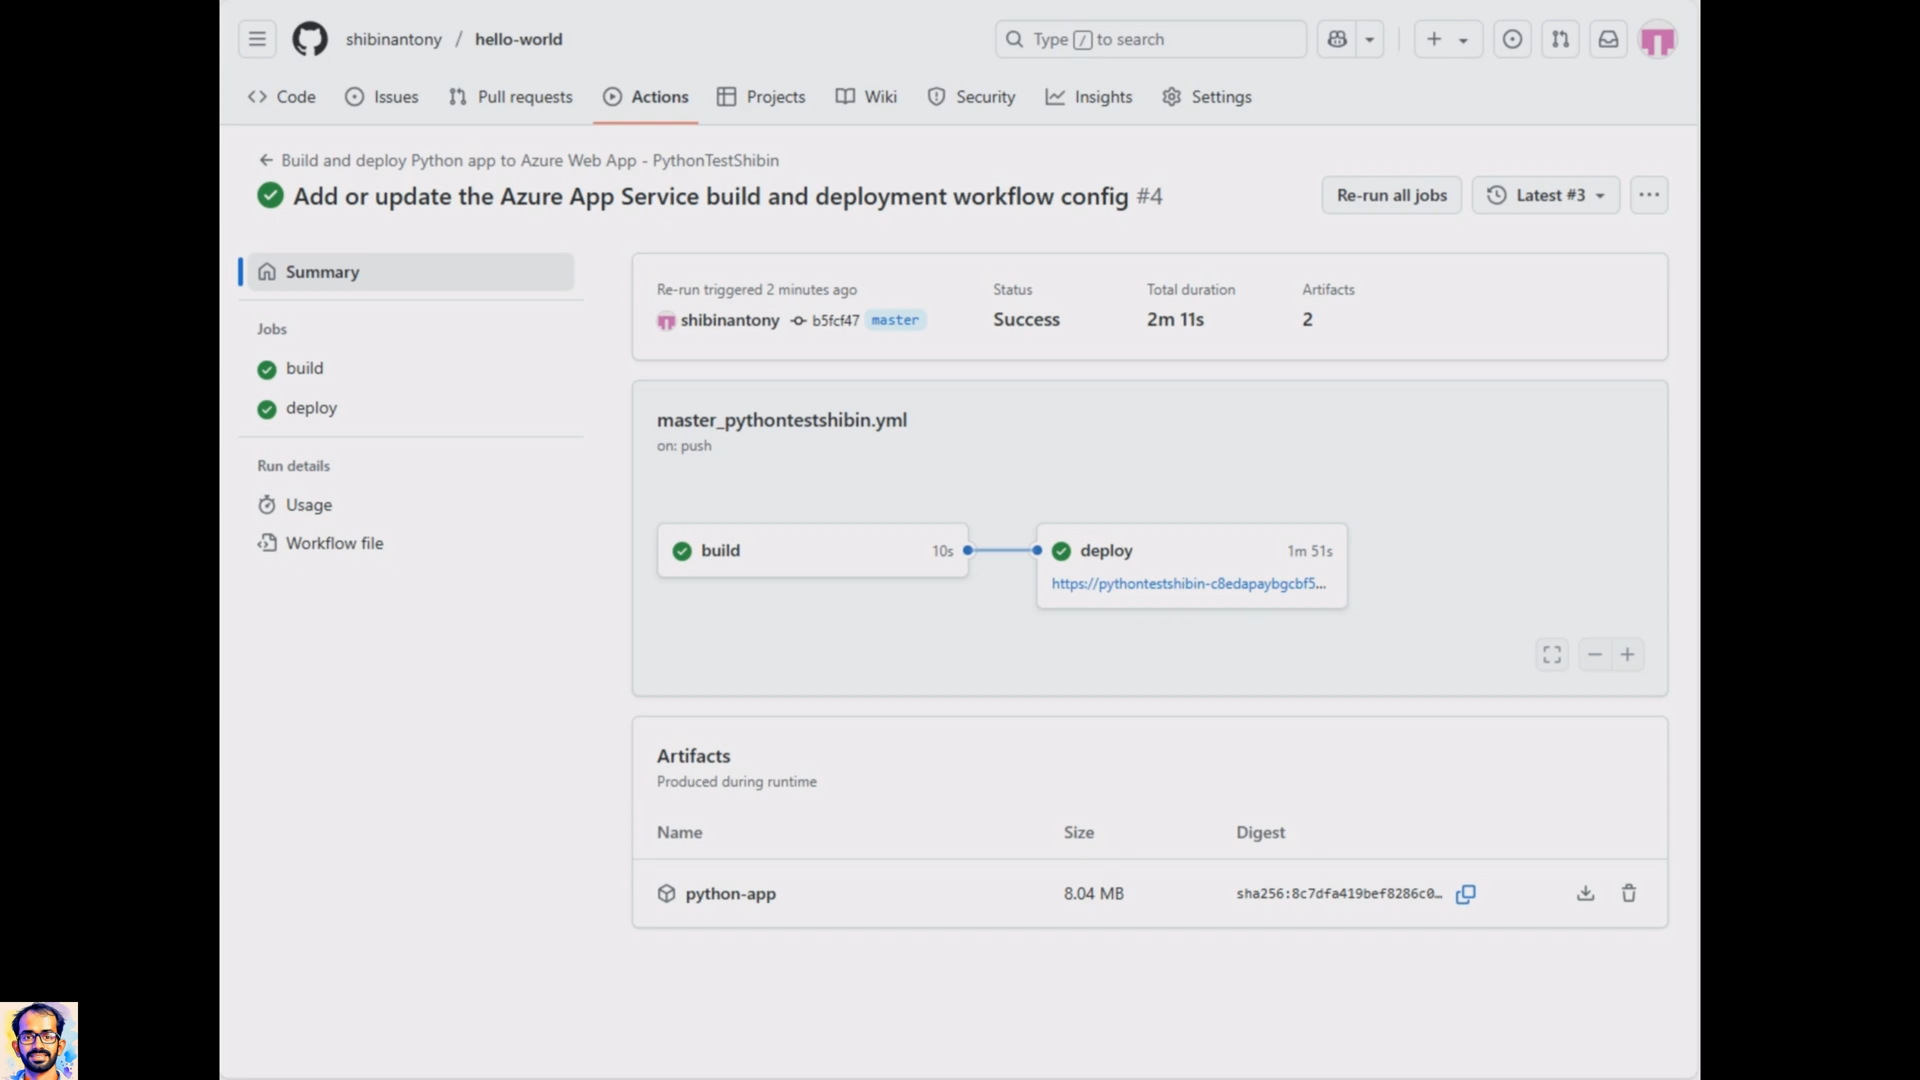 shibinantony / hello-world
Type / to search
Code
Issues
Pull requests
Actions
Projects
Wiki
Security
Insights
Settings
Build and deploy Python app to Azure Web App - PythonTestShibin
Add or update the Azure App Service build and deployment workflow config #4
Re-run all jobs
Latest #3
Summary
Jobs
build
deploy
Run details
Usage
Workflow file
Re-run triggered 2 minutes ago
shibinantony b5fcf47 master
Status
Success
Total duration
2m 11s
Artifacts
2
master_pythontestshibin.yml
on: push
build 10s
deploy 1m 51s
https://pythontestshibin-c8edapaybgcbf5...
Artifacts
Produced during runtime
Name Size Digest
python-app 8.04 MB sha256:8c7dfa419bef8286c0…